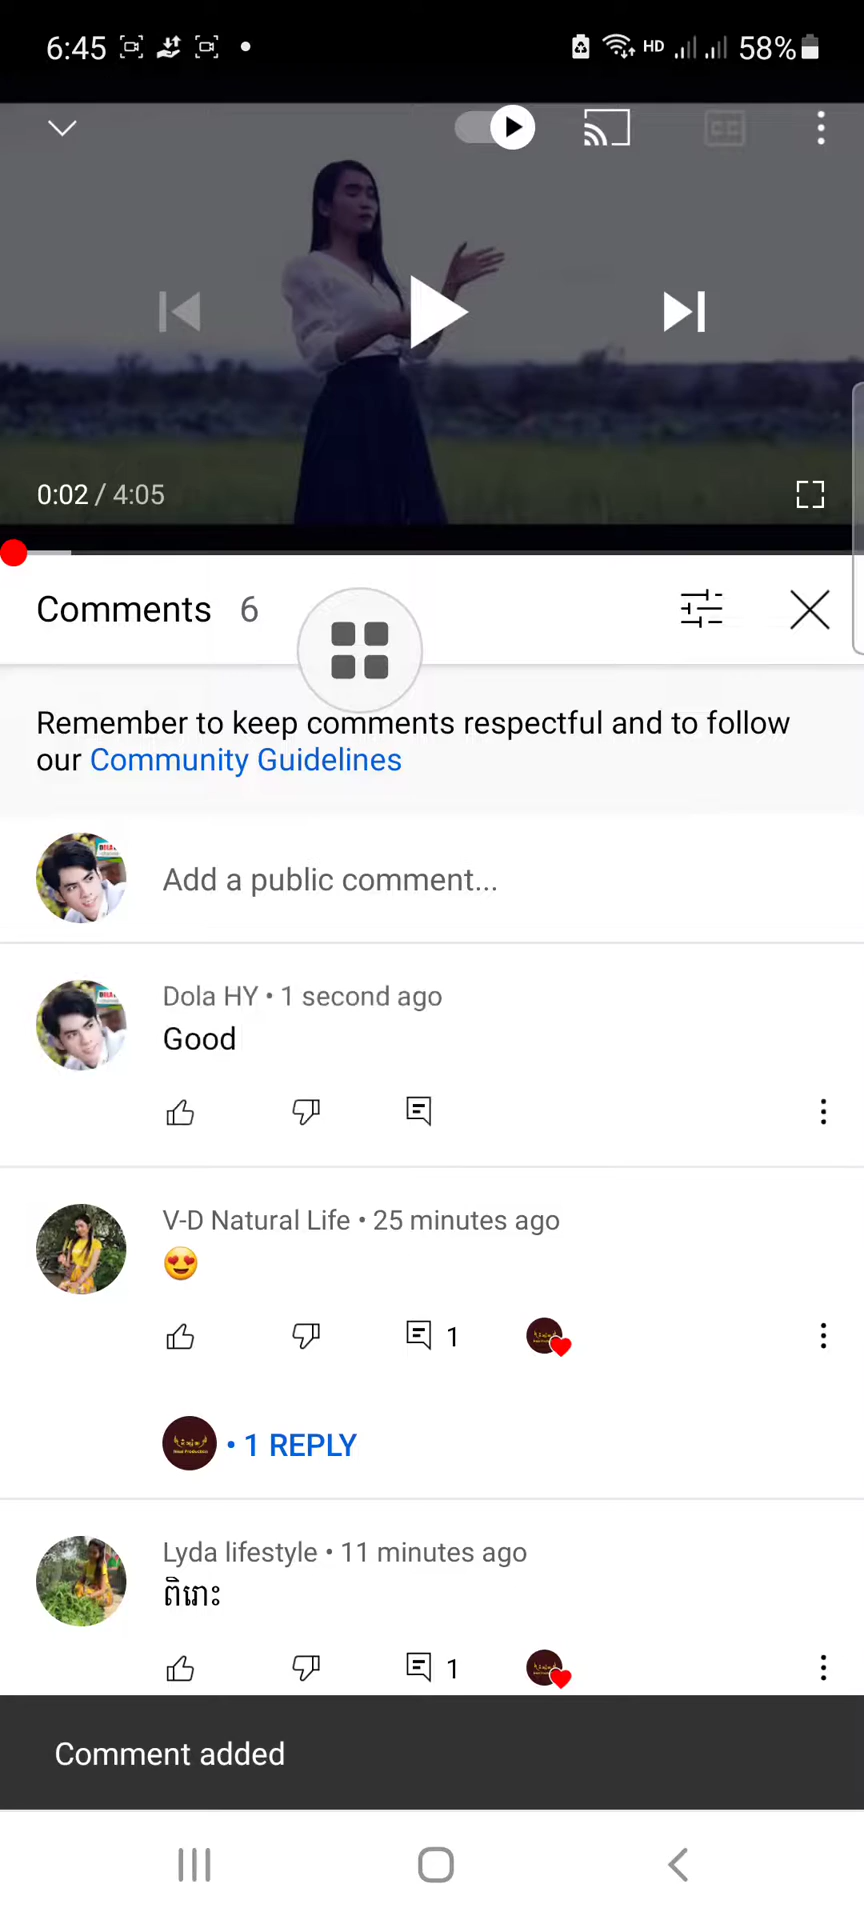 6:45 HD 58%
CC
0:02 / 4:05
Comments 6
Remember to keep comments respectful and to follow
our Community Guidelines
Add a public comment...
Dola HY • 1 second ago
Good
V-D Natural Life • 25 minutes ago
😍
1
• 1 REPLY
Lyda lifestyle • 11 minutes ago
ពិរោះ
1
Comment added